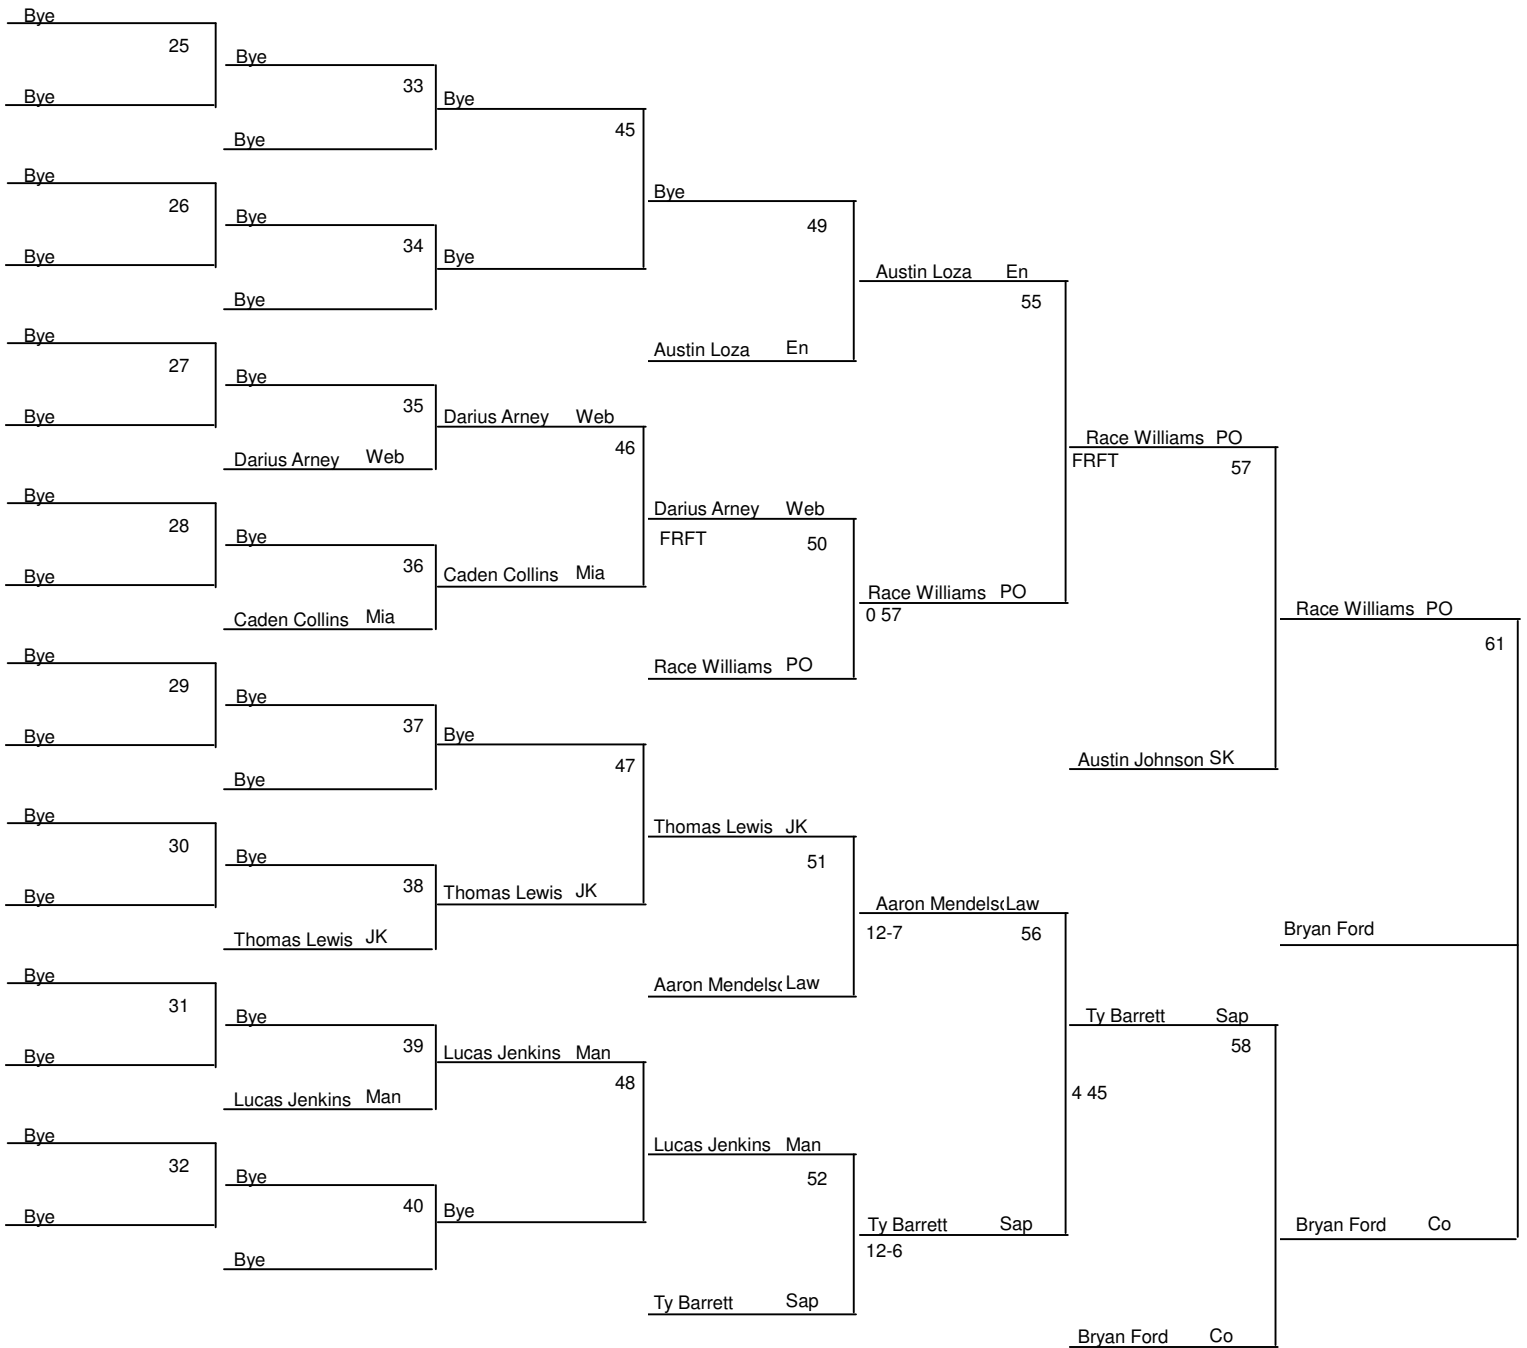 Bye
25
Bye
33
Bye
Bye
Bye
45
Bye
Bye
26
Bye
49
Bye
34
Bye
Bye
Austin Loza En
Bye
55
Bye
27
Austin Loza En
Bye
35
Darius Arney Web
Bye
Race Williams PO
46
Darius Arney Web
FRFT
57
Bye
Darius Arney Web
28
Bye
FRFT
50
36
Caden Collins Mia
Bye
Race Williams PO
Race Williams PO
0 57
Caden Collins Mia
61
Bye
Race Williams PO
29
Bye
37
Bye
Bye
Austin Johnson SK
47
Bye
Bye
Thomas Lewis JK
30
Bye
51
38
Thomas Lewis JK
Bye
Aaron Mendelsc Law
Bryan Ford
12-7
56
Thomas Lewis JK
Bye
Aaron Mendelsc Law
31
Bye
Ty Barrett Sap
39
Lucas Jenkins Man
58
Bye
48
4 45
Lucas Jenkins Man
Bye
Lucas Jenkins Man
32
Bye
52
40
Bye
Bye
Ty Barrett Sap
Bryan Ford Co
12-6
Bye
Ty Barrett Sap
Bryan Ford Co